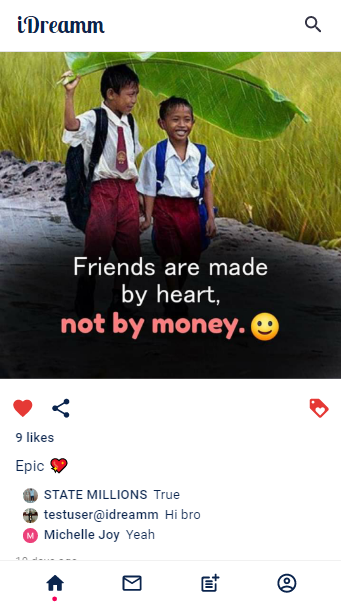 iDreamm
Friends are made
by heart,
not by money.
9 likes
Epic
STATE MILLIONS True
testuser@idreamm Hi bro
M Michelle Joy Yeah